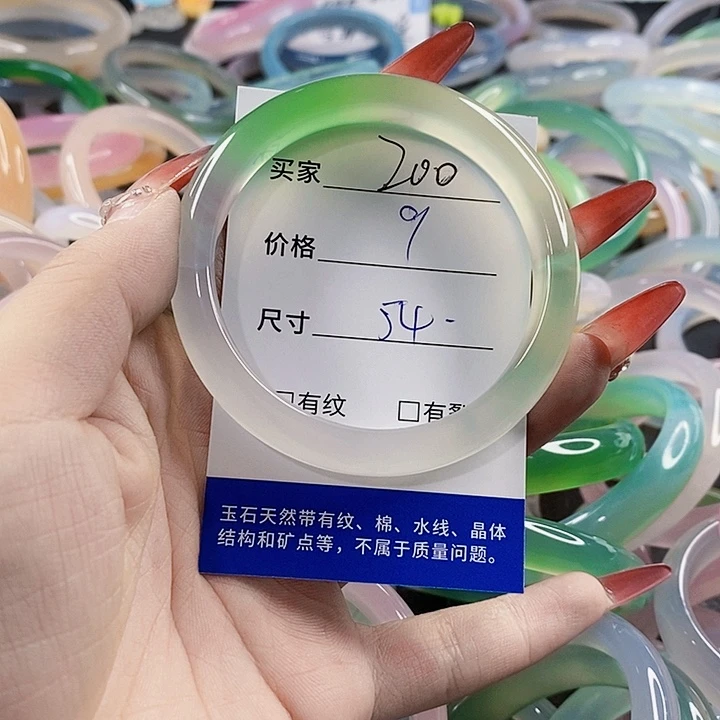 买家 200
价格 9
尺寸 54-
□有纹 □有裂
玉石天然带有纹、棉、水线、晶体
结构和矿点等，不属于质量问题。